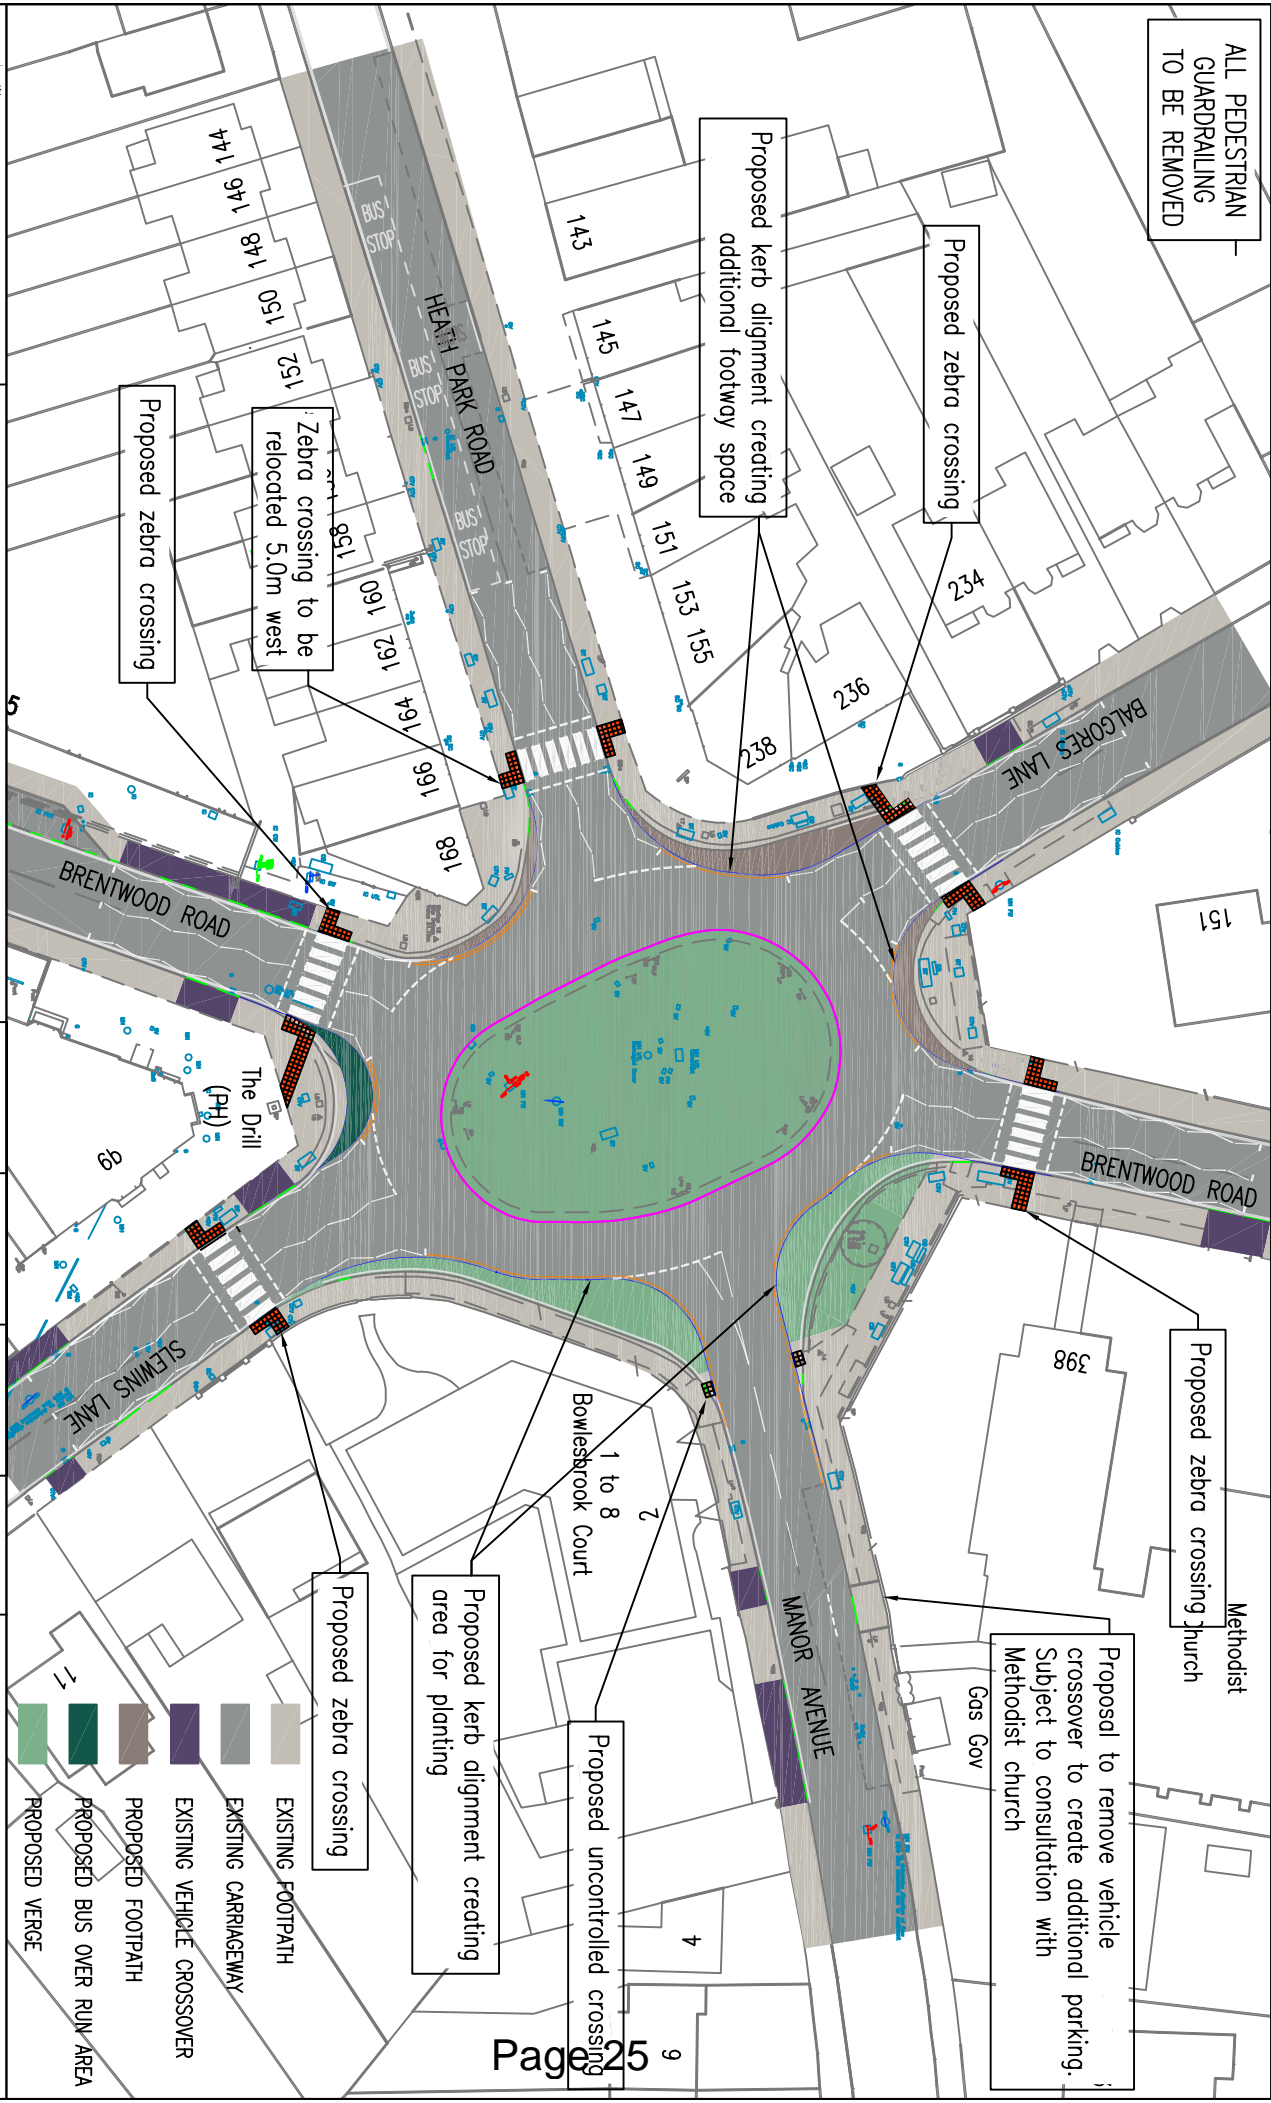 ALL PEDESTRIAN
GUARDRAILING
TO BE REMOVED
Proposed kerb alignment creating
additional footway space
Proposed zebra crossing
Proposed zebra crossing
Zebra crossing to be
relocated 5.0m west
Proposed zebra crossing
Methodist
hurch
Proposal to remove vehicle
crossover to create additional parking.
Subject to consultation with
Methodist church
Gas Gov
Proposed uncontrolled crossing
Proposed kerb alignment creating
area for planting
Proposed zebra crossing
HEATH PARK ROAD
BUS
STOP
BUS
STOP
BUS
STOP
BALGORES LANE
BRENTWOOD ROAD
BRENTWOOD ROAD
SLEWINS LANE
MANOR AVENUE
The Drill
(PH)
1 to 8
Bowlesbrook Court
143
145
147
149
151
153
155
234
236
238
144
146
148
150
152
158
160
162
164
166
168
151
398
99
2
4
6
11
5
EXISTING FOOTPATH
EXISTING CARRIAGEWAY
EXISTING VEHICLE CROSSOVER
PROPOSED FOOTPATH
PROPOSED BUS OVER RUN AREA
PROPOSED VERGE
Page 25